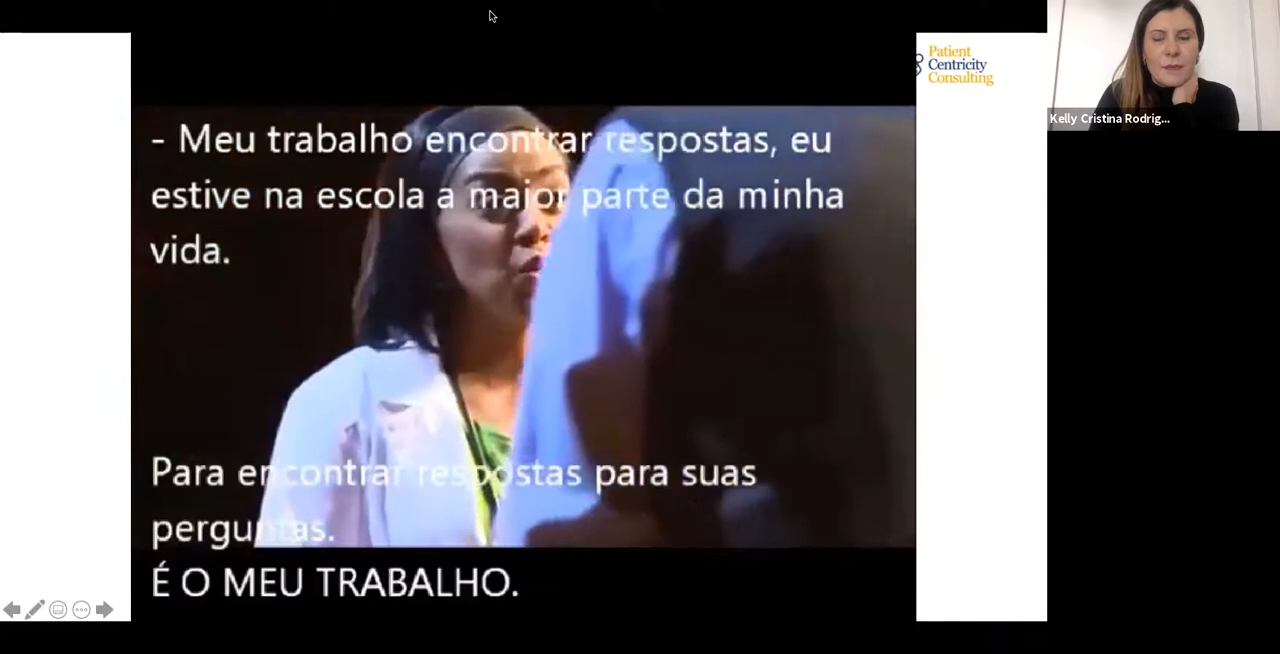 Patient
Centricity
Consulting
Kelly Cristina Rodrig...
- Meu trabalho encontrar respostas, eu
estive na escola a maior parte da minha
vida.
Para encontrar respostas para suas
perguntas.
É O MEU TRABALHO.